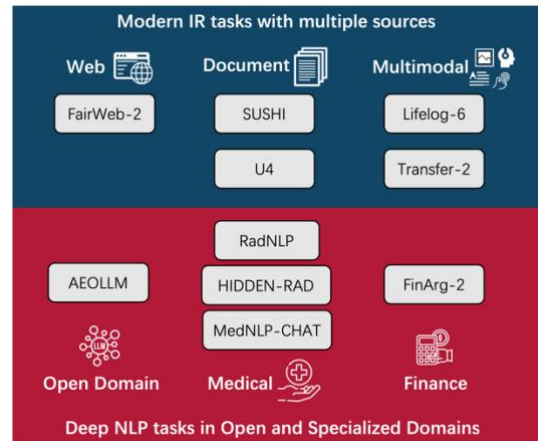 Modern IR tasks with multiple sources
Web
Document
Multimodal
FairWeb-2
SUSHI
Lifelog-6
U4
Transfer-2
RadNLP
AEOLLM
HIDDEN-RAD
FinArg-2
MedNLP-CHAT
LLM
Open Domain
Medical
Finance
Deep NLP tasks in Open and Specialized Domains